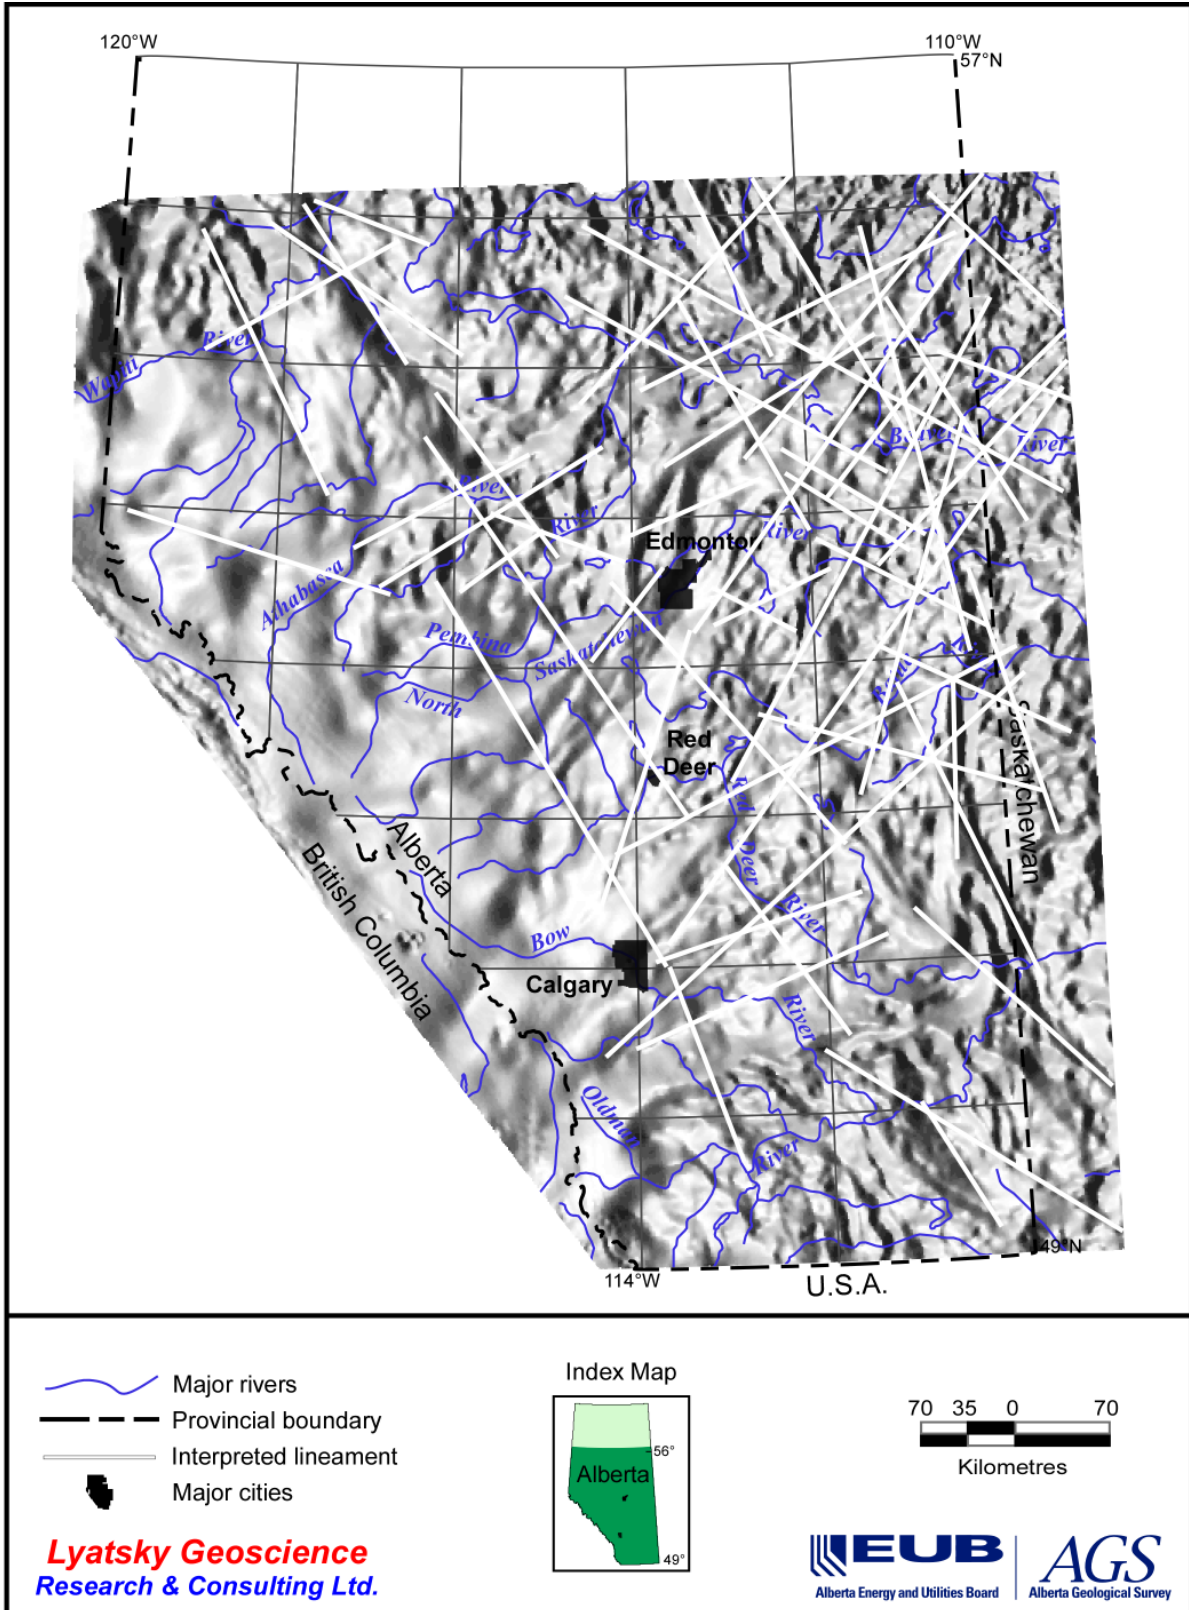 120°W
110°W
57°N
River
Wapiti
Beaver
River
River
River
River
Edmonton
Athabasca
Pembina
Saskatchewan
North
Red
Deer
Saskatchewan
Red
Deer
River
Alberta
British Columbia
Bow
Calgary
River
Oldman
River
49°N
114°W
U.S.A.
Major rivers
Provincial boundary
Interpreted lineament
Major cities
Index Map
56°
Alberta
49°
70 35 0 70
Kilometres
Lyatsky Geoscience
Research & Consulting Ltd.
EUB
Alberta Energy and Utilities Board
AGS
Alberta Geological Survey